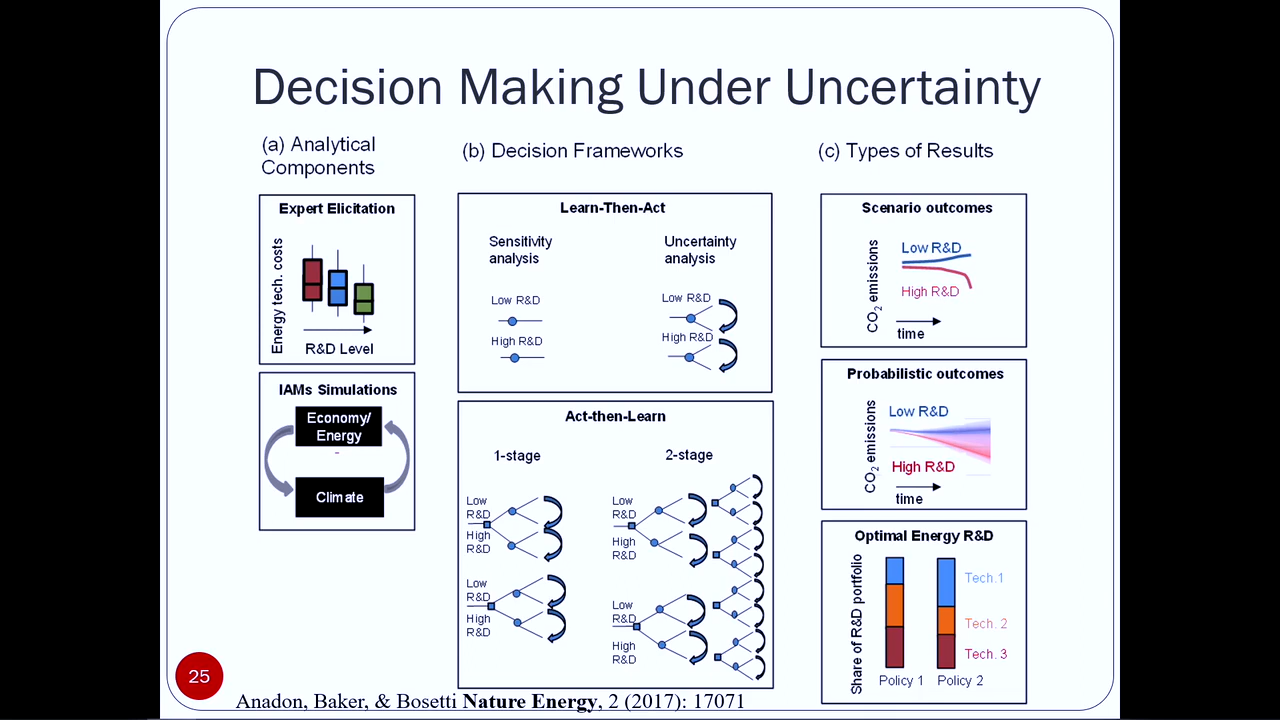 Decision Making Under Uncertainty
(a) Analytical
Components
Expert Elicitation
Energy tech. costs
R&D Level
IAMs Simulations
Economy/
Energy
Climate
(b) Decision Frameworks
Learn-Then-Act
Sensitivity
analysis
Low R&D
High R&D
Uncertainty
analysis
Low R&D
High R&D
Act-then-Learn
1-stage
Low
R&D
High
R&D
Low
R&D
High
R&D
2-stage
Low
R&D
High
R&D
Low
R&D
High
R&D
(c) Types of Results
Scenario outcomes
CO2 emissions
Low R&D
High R&D
time
Probabilistic outcomes
CO2 emissions
Low R&D
High R&D
time
Optimal Energy R&D
Share of R&D portfolio
Tech.1
Tech. 2
Tech. 3
Policy 1
Policy 2
25
Anadon, Baker, & Bosetti Nature Energy, 2 (2017): 17071